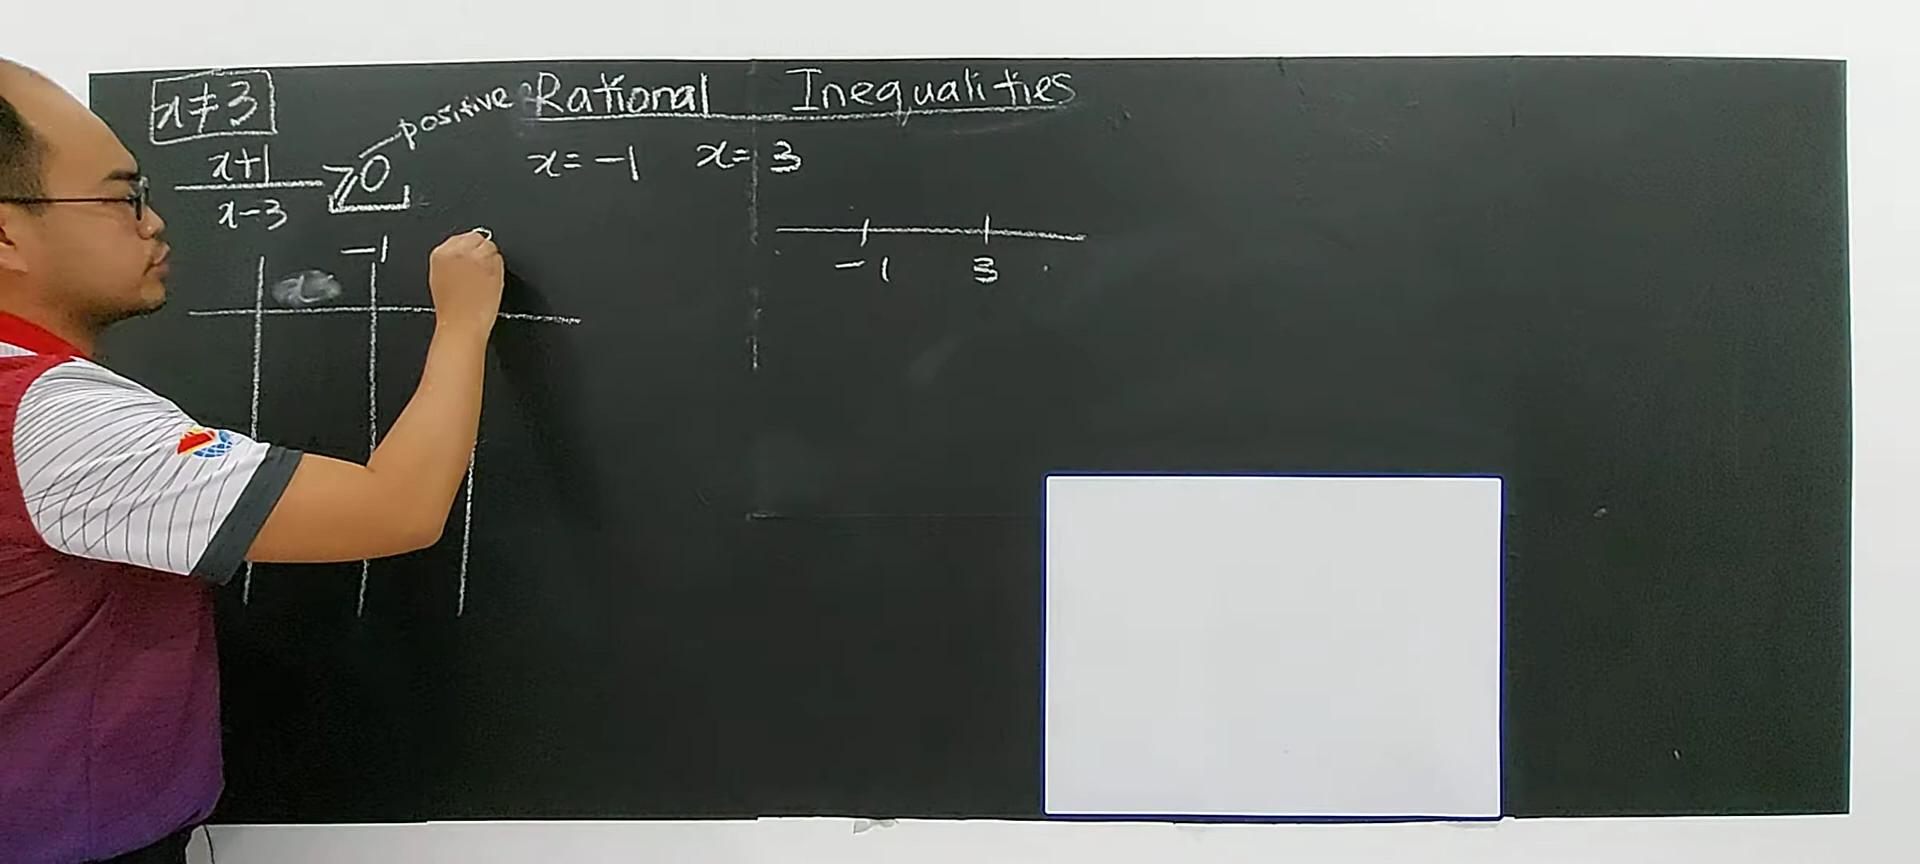 x≠3
positive
Rational Inequalities
x+1
x-3
≥0
x=-1 x=3
-1
-1 3